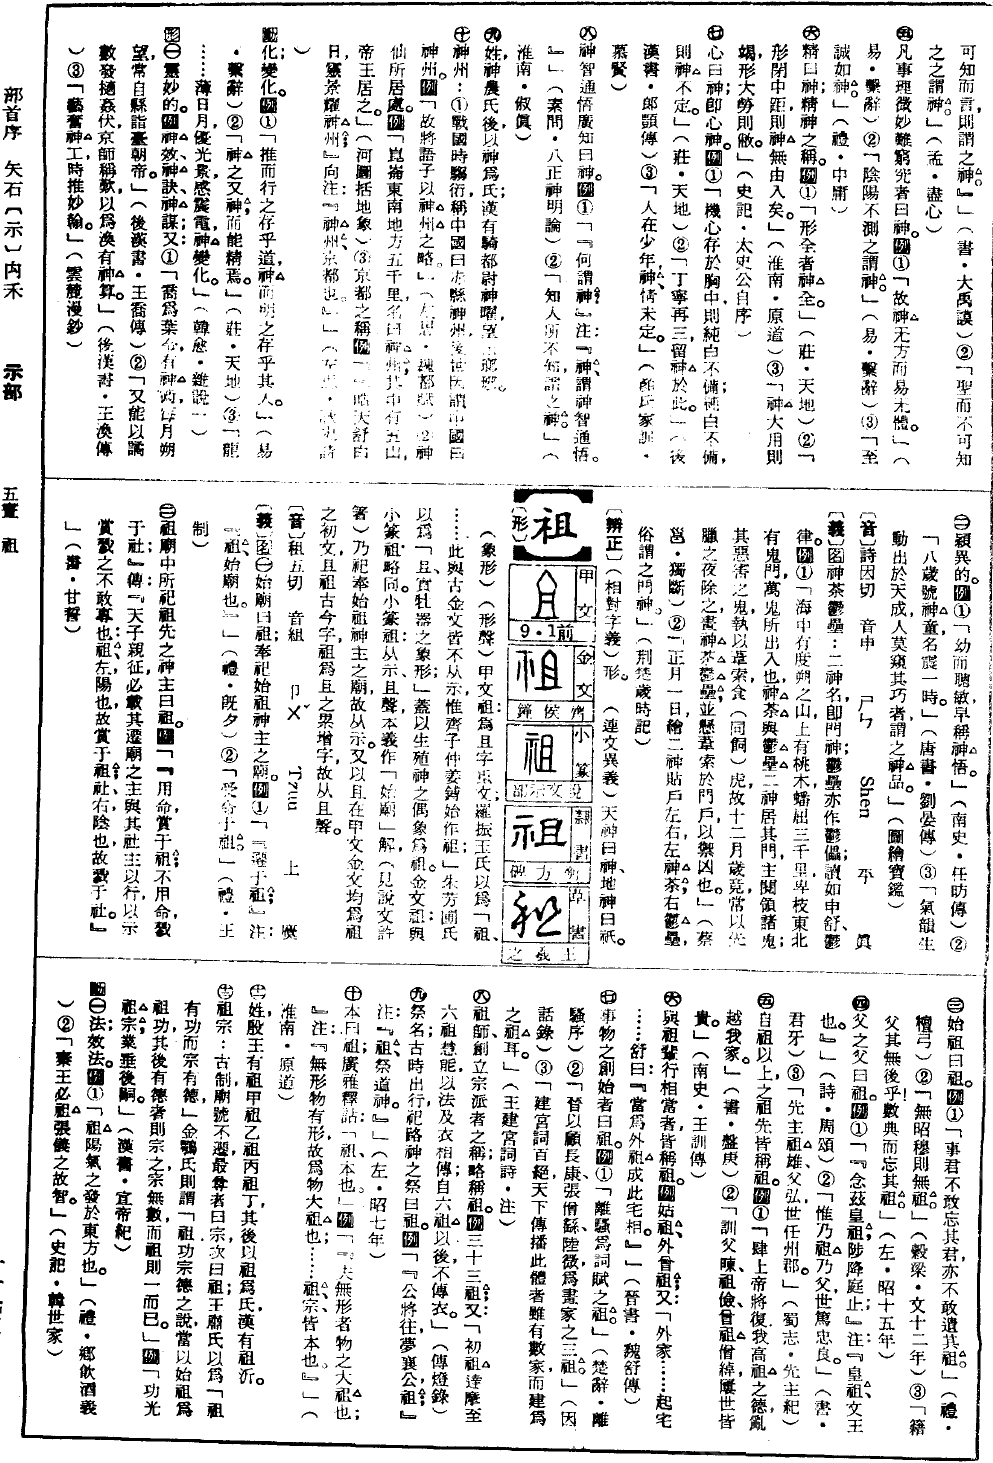 可知而言則謂之神』」（書・大禹謨）②「聖而不可知
之之謂神」（孟・盡心）
㈣凡事理微妙難窮究者曰神。例①「故神无方而易无體。」（
易・繫辭）②「陰陽不測之謂神」（易・繫辭）③「至
誠如神」（禮・中庸）
㈥精曰神；精神之稱。例①「形全者神全。」（莊・天地）②「
形閉中距，則神無由入矣。」（淮南・原道）③「神大用則
竭，形大勞則敝。」（史記・太史公自序）
㈦心曰神；卽心神。例①「機心存於胸中，則純白不備；純白不備，
則神不定。」（莊・天地）②「丁寧再三，留神於此。」（後
漢書・郎顗傳）③「人在少年，神情未定。」（顏氏家訓・
慕賢）
㈧神智通悟廣知曰神。例①「『何謂神』注：『神謂神智通悟。
』」（素問・八正神明論）②「知人所不知謂之神。」（
淮南・俶眞）
㈨姓神農氏後以神爲氏，漢有騎都尉神曜，
㈩神州：①戰國時騶衍稱中國曰赤縣神州，後世因謂中國曰
神州。例「故將語子以神州之略」（左思・魏都賦）②神
仙所居處。例「崑崙東南地方五千里，名曰神州，其中有五山，
帝王居之。」（河圖括地象）③京都之稱。例「皓天舒白
日，靈景耀神州』向注：『神州，京都也。』」（左思・詠史詩
）
動化變化。例①「推而行之存乎道，神而明之存乎其人」（易
・繫辭）②「神之又神而能精焉。」（莊・天地）③「龍
……薄日月，優光景，感震電，神變化。」（韓愈・雜說一）
形㈠靈妙的。例神效、神訣、神謀。又①「喬爲葉令，有神術，每月朔
望，常自縣詣臺朝帝。」（後漢書・王喬傳）②「又能以譎
數發擿姦伏，京師稱歎，以爲渙有神算。」（後漢書・王渙傳
）③「藝奮神工，時推妙翰。」（雲麓漫鈔）
㈡穎異的。例①「幼而聰敏，早稱神悟。」（南史・任昉傳）②
「八歲號神童，名震一時。」（唐書・劉晏傳）③「氣韻生
動，出於天成，人莫窺其巧者，謂之神品。」（圖繪寶鑑）
〔音〕詩因切　音申　ㄕㄣˊ　Shen　平　眞
〔義〕名神荼鬱壘：二神名，卽門神。鬱壘亦作鬱儡，讀如申舒鬱
律。例①「海中有度朔之山，上有桃木，蟠屈三千里，卑枝東北
有鬼門，萬鬼所出入也。神荼與鬱壘二神居其門，主閱領諸鬼；
其惡害之鬼，執以葦索，食（同飼）虎。故十二月歲竟，常以先
臘之夜除之，畫神荼、鬱壘，並懸葦索於門戶，以禦凶也。」（蔡
邕・獨斷）②「正月一日，繪二神貼戶左右，左神荼，右鬱壘，
俗謂之門神。」（荆楚歲時記）
〔辨正〕（相對字義）形。（連文異義）天神曰神，地神曰祇。
【祖】
〔形〕
甲文　前9・1
金文　齊侯鎛
小篆　說文示部
隸書　衡方碑
草書　王羲之
（象形）（形聲）甲文祖：爲且字重文，羅振玉氏以爲「祖、
……此與古金文皆不从示，惟齊子仲姜鎛始作祖。」朱芳圃氏
以爲「且，實牡器之象形，」蓋以生殖神之偶象爲祖。金文祖：與
小篆祖略同。小篆祖：从示，且聲，本義作「始廟」解（見說文許
箸）乃祀奉始祖神主之廟，故从示。又以且在甲文金文均爲祖
之初文，且祖古今字，祖爲且之累增字，故从且聲。
〔音〕租五切　音組　ㄗㄨˇ　Tzuu　上　麌
〔義〕名㈠始廟曰祖；奉祀始祖神主之廟。例①「『遷于祖。』注：
『祖，始廟也。』」（禮・旣夕）②「受命于祖。」（禮・王
制）
㈡祖廟中所祀祖先之神主曰祖。例「『用命賞于祖，不用命戮
于社；』傳：『天子親征，必載其遷廟之主與其社主以行，以示
賞戮之不敢專也。祖左，陽也，故賞于祖；社右，陰也，故戮于社。』
」（書・甘誓）
㈢始祖曰祖。例①「事君不敢忘其君，亦不敢遺其祖。」（禮・
檀弓）②「無昭穆則無祖。」（穀梁・文十二年）③「籍
父其無後乎！數典而忘其祖。」（左・昭十五年）
㈣父之父曰祖。例①「『念茲皇祖，陟降庭止』注：『皇祖，文王
也。』」（詩・周頌）②「惟乃祖乃父，世篤忠良。」（書・
君牙）③「先主祖雄，父弘，世任州郡。」（蜀志・先主紀）
㈤自祖以上之祖先皆稱祖。例①「肆上帝將復我高祖之德，亂
越我家。」（書・盤庚）②「訓父暕，祖儉，曾祖僧綽，屢世皆
貴。」（南史・王訓傳）
㈥與祖輩行相當者皆稱祖。例姑祖、外曾祖；又「外家……起宅
……舒曰：『當爲外祖成此宅相。』」（晉書・魏舒傳）
㈦事物之創始者曰祖。例①「離騷爲詞賦之祖。」（楚辭・離
騷序）②「晉以顧長康、張僧繇、陸微爲畫家之三祖。」（因
話錄）③「建宮詞百絕，天下傳播，此體者雖有數家，而建爲
之祖耳。」（王建宮詞詩・注）
㈧祖師；創立宗派者之稱，略稱祖。例三十三祖；又「初祖達摩至
六祖慧能，以法及衣相傳；自六祖以後，不傳衣。」（傳燈錄）
㈨祭名；古時出行祀路神之祭曰祖。例「『公將往，夢襄公祖。』
注：『祖，祭道神。』」（左・昭七年）
㈩本曰祖；廣雅釋詁：「祖，本也。」例「『夫無形者，物之大祖也；
』注：『無形物，有形故爲物大祖也；……祖宗皆本也。』」（
淮南・原道）
㈩㈠姓殷王有祖甲、祖乙、祖丙、祖丁，其後以祖爲氏，漢有祖沂。
㈩㈡祖宗：古制廟號不遷，最尊者曰宗，次曰祖；王肅氏以爲「祖
有功而宗有德，」金鶚氏則謂「祖功宗德之說，當以始祖爲
祖功，其後有德者則宗之，宗無數而祖則一而已。」例「功光
祖宗，業垂後嗣。」（漢書・宣帝紀）
動㈠法；效法。例①「祖陽氣之發於東方也。」（禮・鄉飲酒義
）②「秦王必祖張儀之故智。」（史記・韓世家）
部首序　矢石〔示〕内禾　示部　五畫　祖